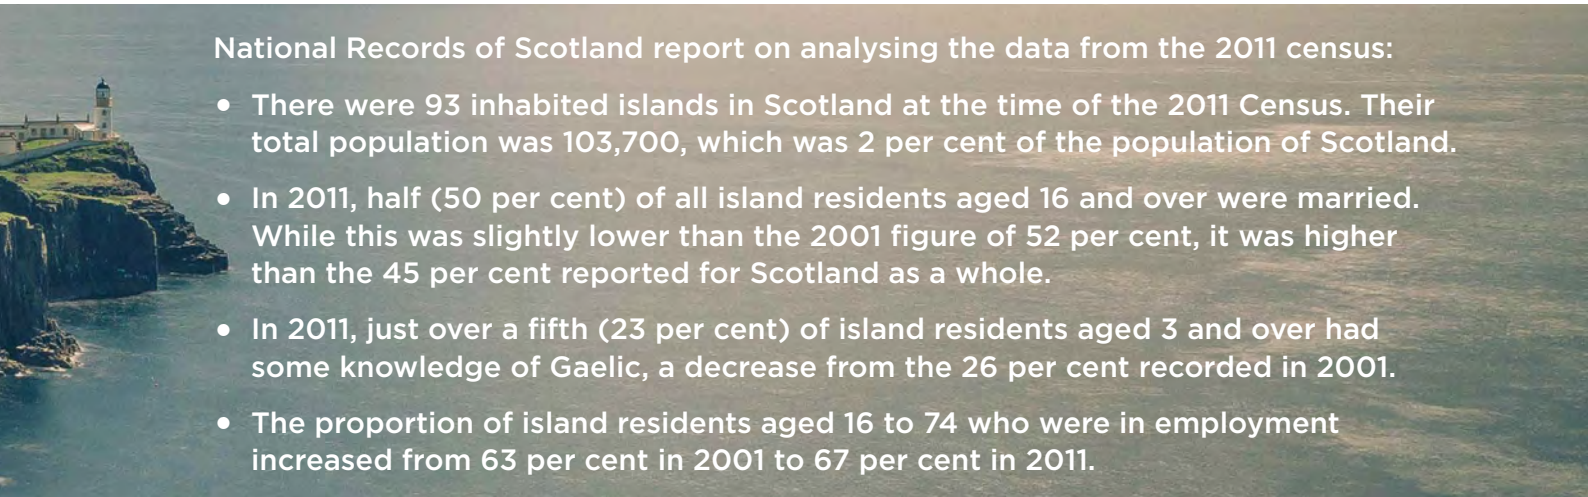 National Records of Scotland report on analysing the data from the 2011 census:
• There were 93 inhabited islands in Scotland at the time of the 2011 Census. Their
total population was 103,700, which was 2 per cent of the population of Scotland.
• In 2011, half (50 per cent) of all island residents aged 16 and over were married.
While this was slightly lower than the 2001 figure of 52 per cent, it was higher
than the 45 per cent reported for Scotland as a whole.
• In 2011, just over a fifth (23 per cent) of island residents aged 3 and over had
some knowledge of Gaelic, a decrease from the 26 per cent recorded in 2001.
• The proportion of island residents aged 16 to 74 who were in employment
increased from 63 per cent in 2001 to 67 per cent in 2011.